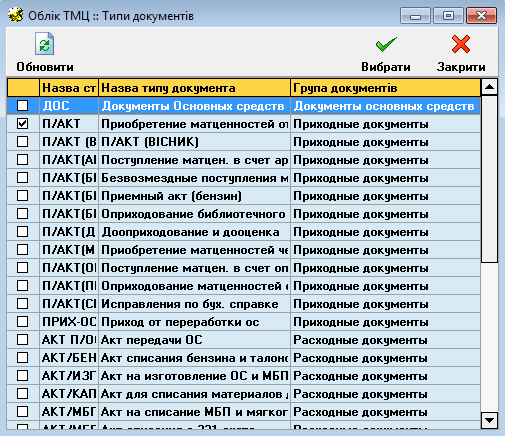 Облік ТМЦ :: Типи документів
Обновити Вибрати Закрити
Назва ст Назва типу документа Група документів
ДОС Документы Основных средств Документы основных средств
П/АКТ Приобретение матценностей от Приходные документы
П/АКТ (В П/АКТ (ВІСНИК) Приходные документы
П/АКТ(АІ Поступление матцен. в счет ар Приходные документы
П/АКТ(БІ Безвозмездные поступления м Приходные документы
П/АКТ(БІ Приемный акт (бензин) Приходные документы
П/АКТ(БІ Оприходование библиотечного Приходные документы
П/АКТ(Д Дооприходование и дооценка Приходные документы
П/АКТ(М Приобретение матценностей че Приходные документы
П/АКТ(ОІ Поступление матцен. в счет оп Приходные документы
П/АКТ(ПІ Оприходование матценностей с Приходные документы
П/АКТ(СІ Исправления по бух. справке Приходные документы
ПРИХ-ОС Приход от переработки ос Приходные документы
АКТ П/ОС Акт передачи ОС Расходные документы
АКТ/БЕН Акт списания бензина и талонс Расходные документы
АКТ/ИЗГ Акт на изготовление ОС и МБП Расходные документы
АКТ/КАП Акт для списания материалов д Расходные документы
АКТ/МБГ Акт на списание МБП и мягког Расходные документы